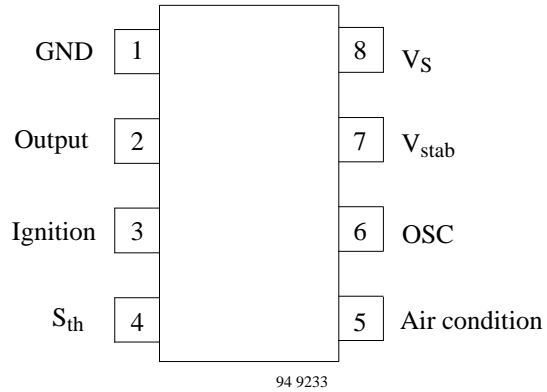 GND 1 8 V_S
Output 2 7 V_stab
Ignition 3 6 OSC
S_th 4 5 Air condition
94 9233